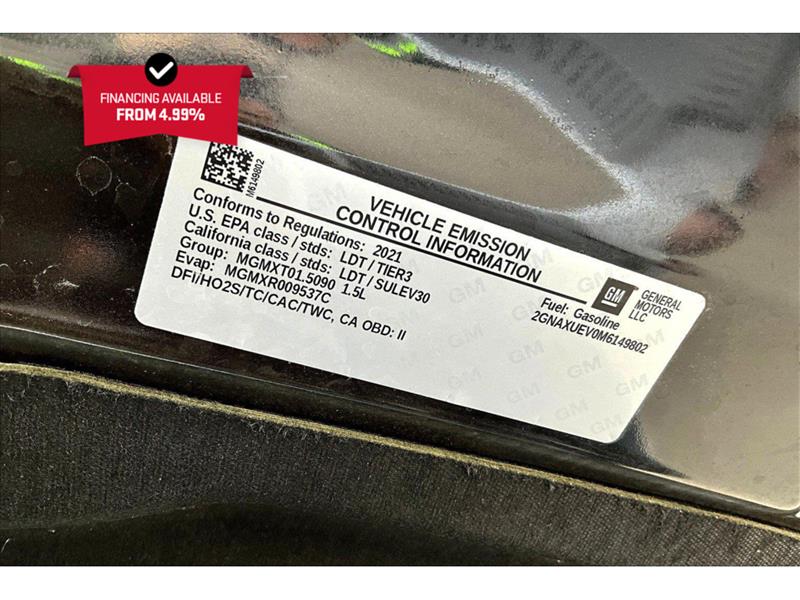 FINANCING AVAILABLE
FROM 4.99%
M6149802
VEHICLE EMISSION
CONTROL INFORMATION
Conforms to Regulations: 2021
U.S. EPA class / stds: LDT / TIER3
California class / stds: LDT / SULEV30
Group: MGMXT01.5090 1.5L
Evap: MGMXR009537C
DFI/HO2S/TC/CAC/TWC, CA OBD: II
GM
GENERAL
MOTORS
LLC
Fuel: Gasoline
2GNAXUEV0M6149802